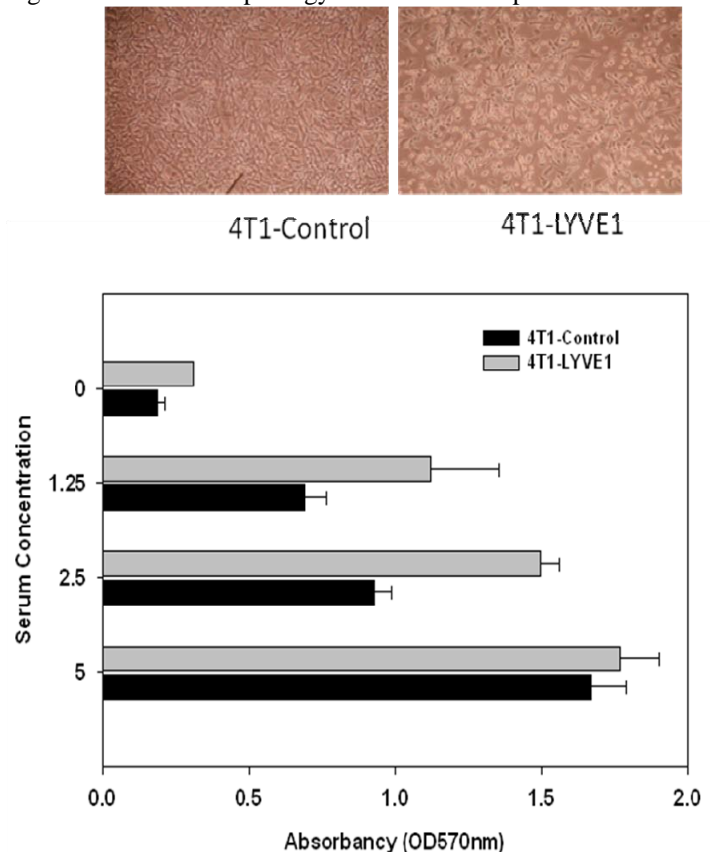 4T1-Control
4T1-LYVE1
4T1-Control
4T1-LYVE1
Serum Concentration
0
1.25
2.5
5
0.0 0.5 1.0 1.5 2.0
Absorbancy (OD570nm)